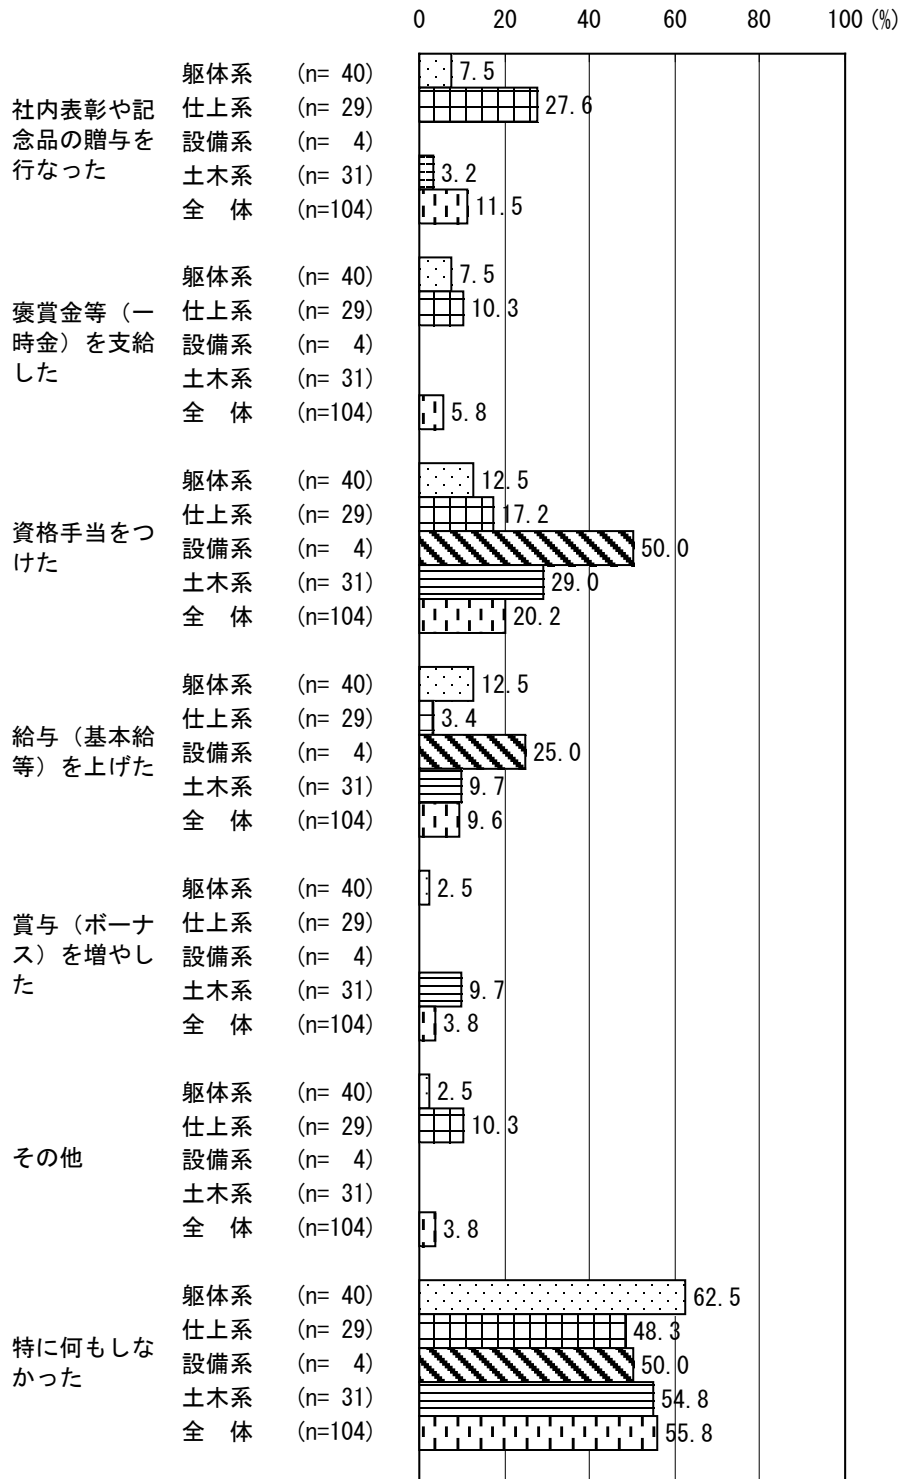 0 20 40 60 80 100 (%)
社内表彰や記
念品の贈与を
行なった
躯体系 (n= 40) 7.5
仕上系 (n= 29) 27.6
設備系 (n= 4)
土木系 (n= 31) 3.2
全 体 (n=104) 11.5
褒賞金等（一
時金）を支給
した
躯体系 (n= 40) 7.5
仕上系 (n= 29) 10.3
設備系 (n= 4)
土木系 (n= 31)
全 体 (n=104) 5.8
資格手当をつ
けた
躯体系 (n= 40) 12.5
仕上系 (n= 29) 17.2
設備系 (n= 4) 50.0
土木系 (n= 31) 29.0
全 体 (n=104) 20.2
給与（基本給
等）を上げた
躯体系 (n= 40) 12.5
仕上系 (n= 29) 3.4
設備系 (n= 4) 25.0
土木系 (n= 31) 9.7
全 体 (n=104) 9.6
賞与（ボーナ
ス）を増やし
た
躯体系 (n= 40) 2.5
仕上系 (n= 29)
設備系 (n= 4)
土木系 (n= 31) 9.7
全 体 (n=104) 3.8
その他
躯体系 (n= 40) 2.5
仕上系 (n= 29) 10.3
設備系 (n= 4)
土木系 (n= 31)
全 体 (n=104) 3.8
特に何もしな
かった
躯体系 (n= 40) 62.5
仕上系 (n= 29) 48.3
設備系 (n= 4) 50.0
土木系 (n= 31) 54.8
全 体 (n=104) 55.8